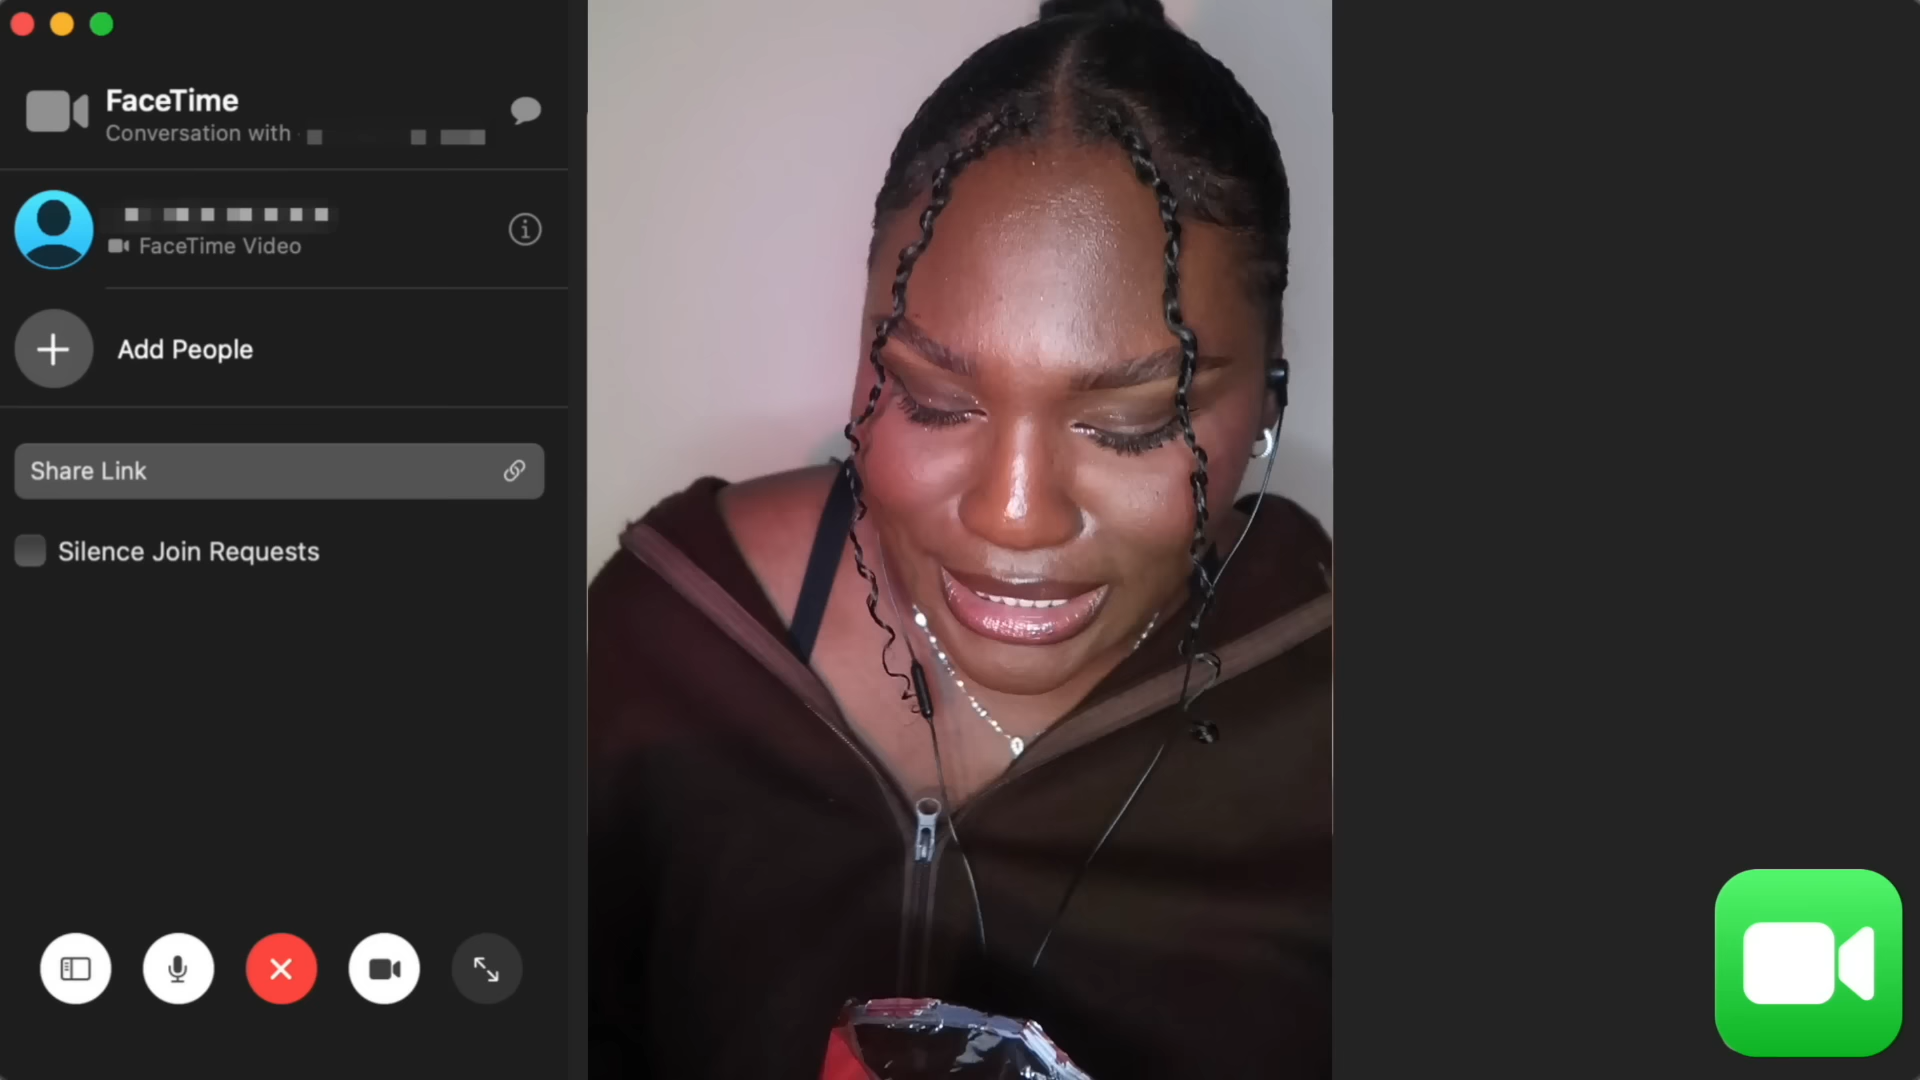 FaceTime
Conversation with
FaceTime Video
Add People
Share Link
Silence Join Requests